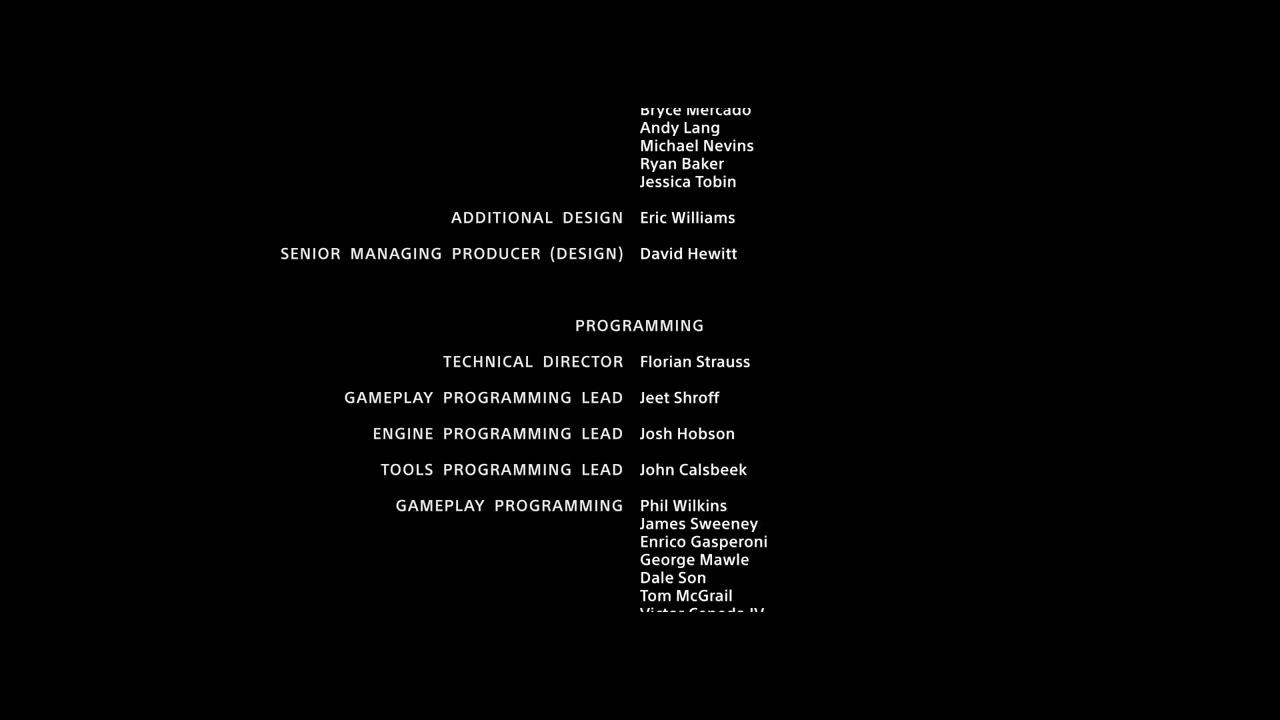 Bryce Mercado
Andy Lang
Michael Nevins
Ryan Baker
Jessica Tobin
ADDITIONAL DESIGN Eric Williams
SENIOR MANAGING PRODUCER (DESIGN) David Hewitt
PROGRAMMING
TECHNICAL DIRECTOR Florian Strauss
GAMEPLAY PROGRAMMING LEAD Jeet Shroff
ENGINE PROGRAMMING LEAD Josh Hobson
TOOLS PROGRAMMING LEAD John Calsbeek
GAMEPLAY PROGRAMMING Phil Wilkins
James Sweeney
Enrico Gasperoni
George Mawle
Dale Son
Tom McGrail